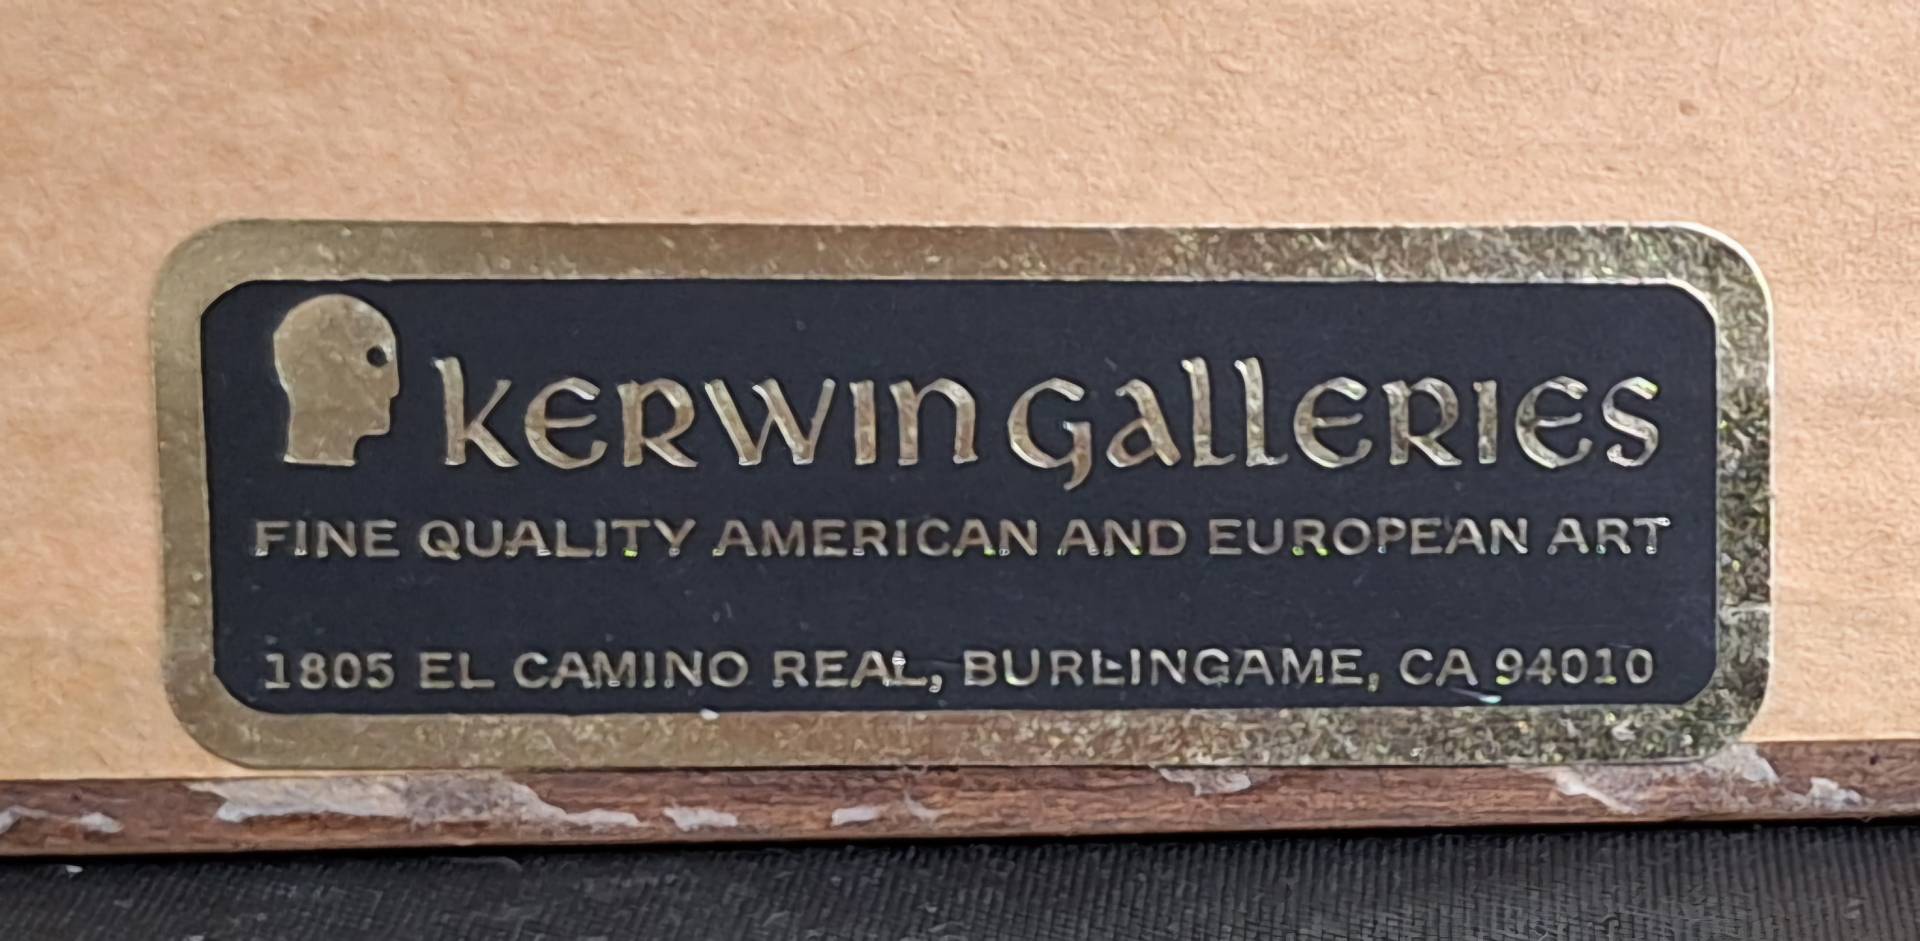 KERWIN GALLERIES
FINE QUALITY AMERICAN AND EUROPEAN ART
1805 EL CAMINO REAL, BURLINGAME, CA 94010